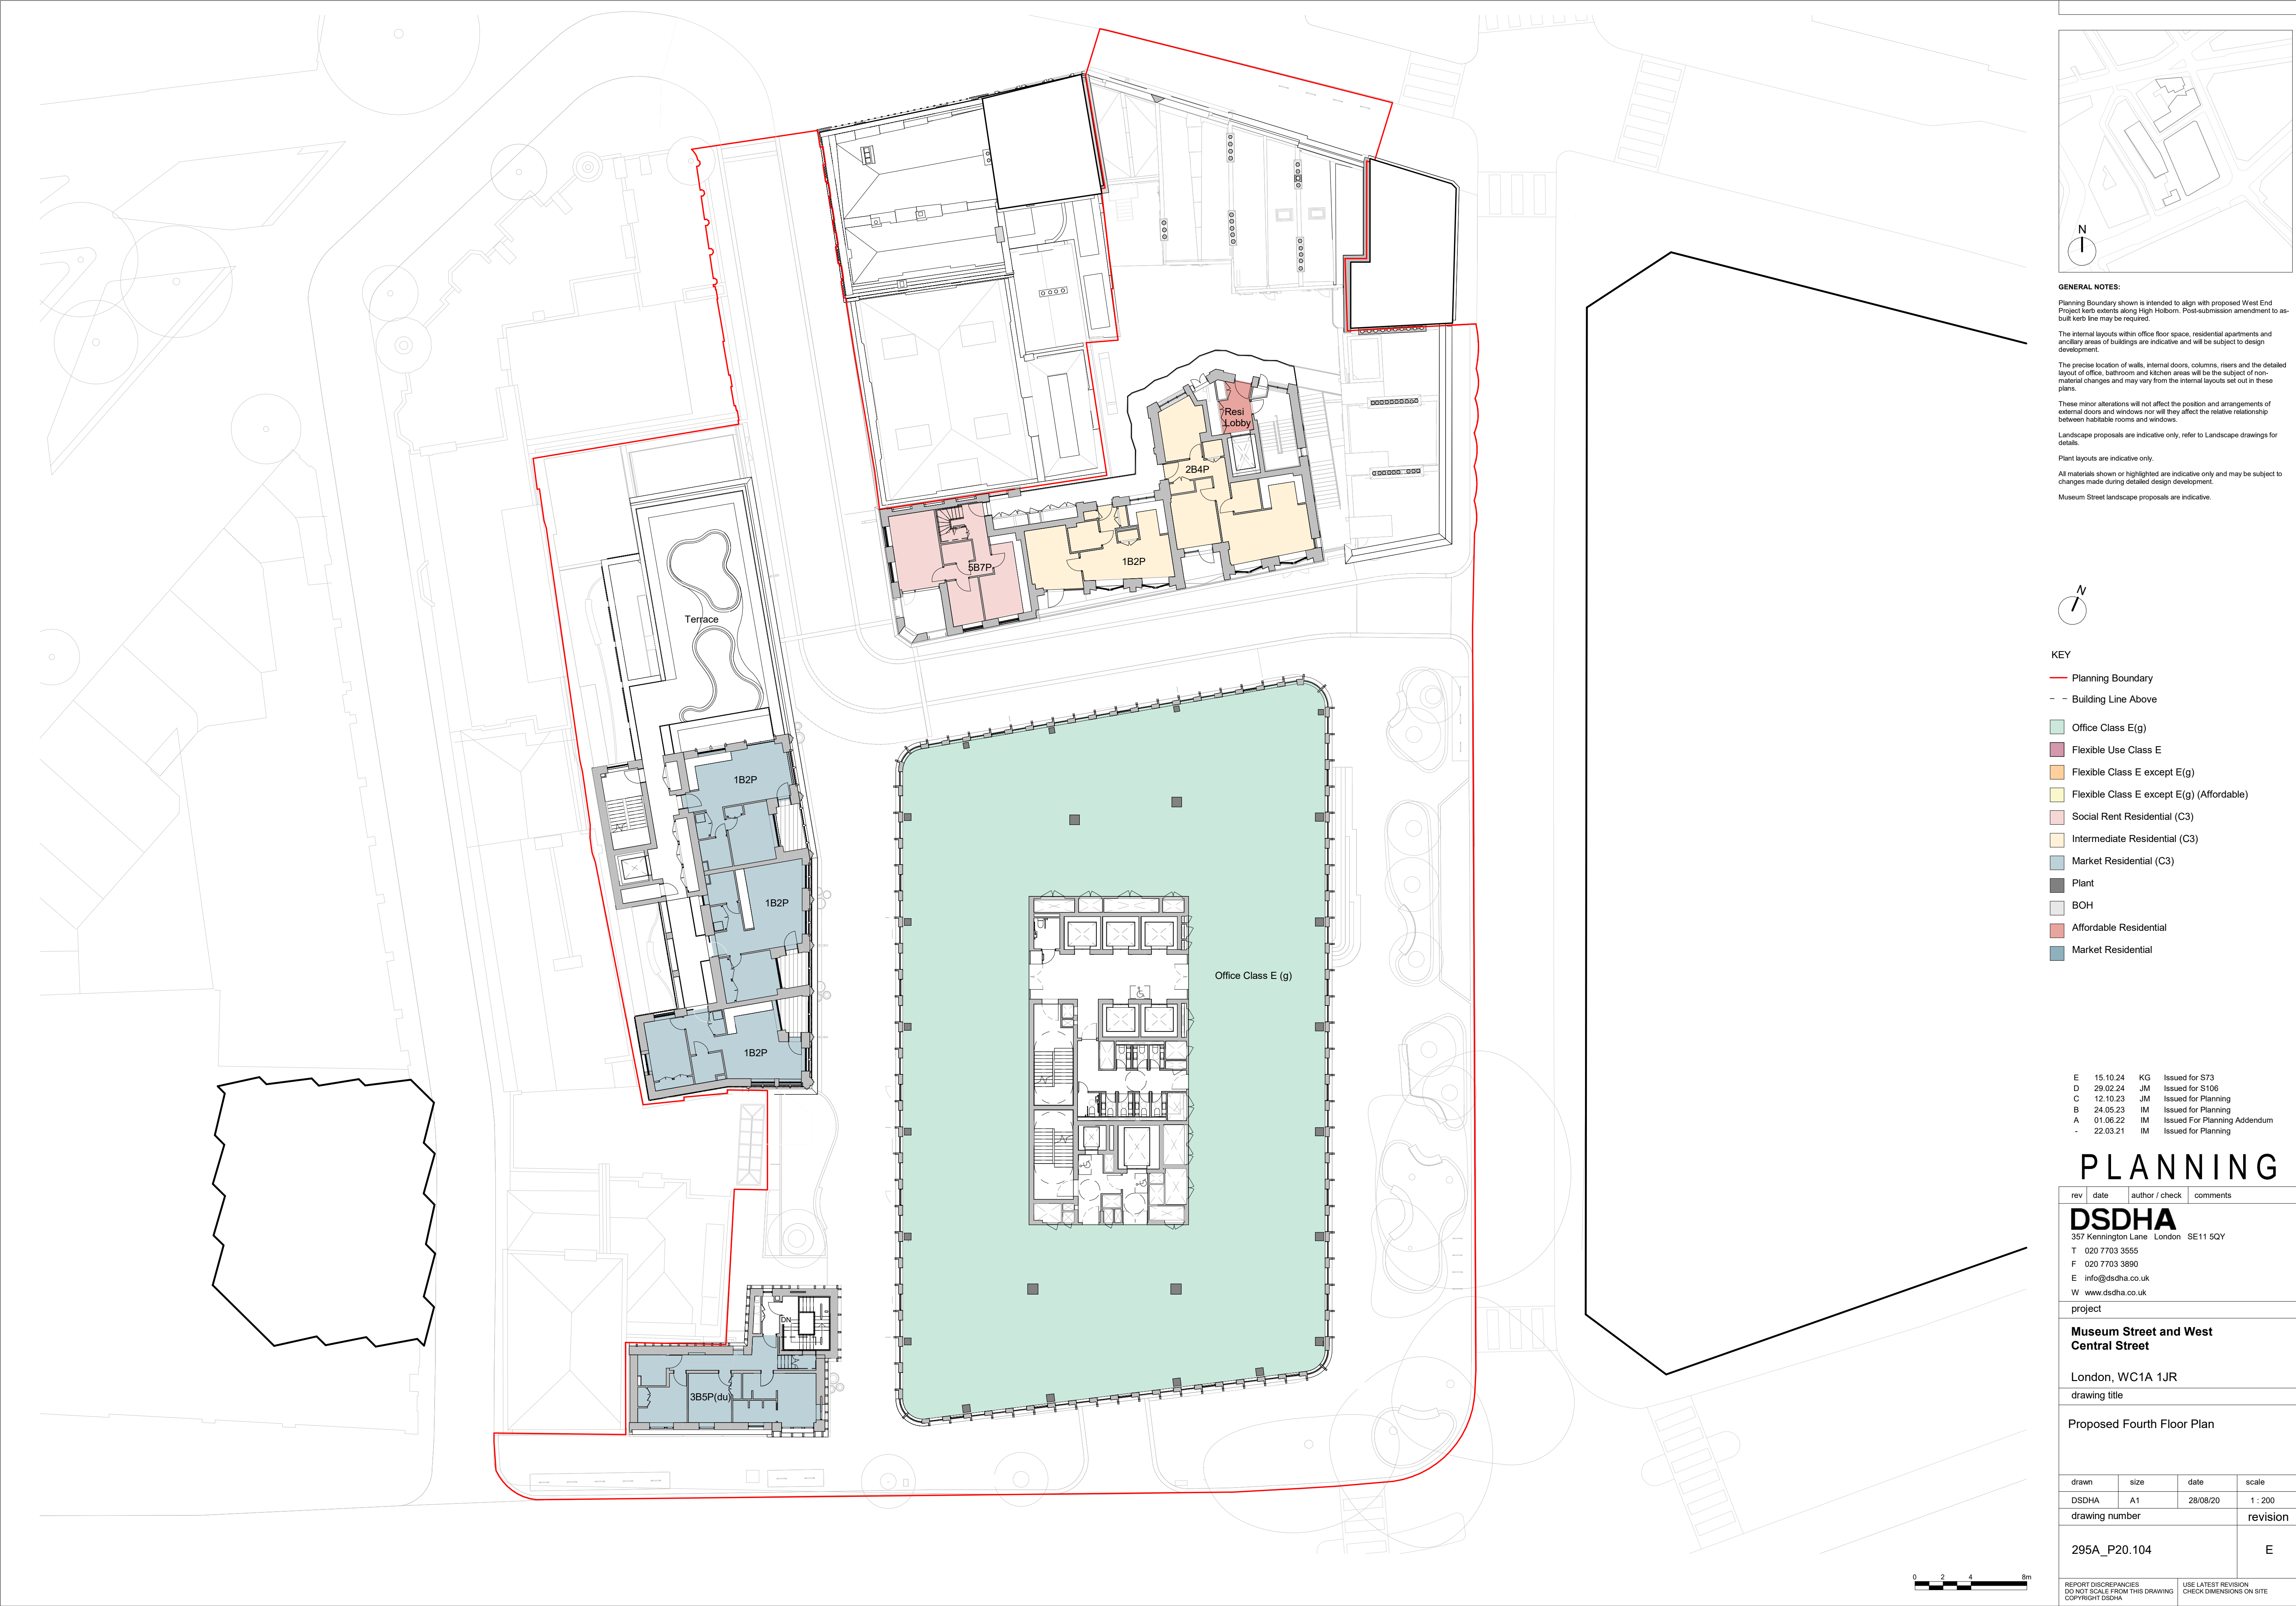 Resi
Lobby
2B4P
1B2P
5B7P
Terrace
1B2P
1B2P
1B2P
Office Class E (g)
DN
3B5P(du)
0 2 4 8m
N
GENERAL NOTES:
Planning Boundary shown is intended to align with proposed West End
Project kerb extents along High Holborn. Post-submission amendment to as-
built kerb line may be required.
The internal layouts within office floor space, residential apartments and
ancillary areas of buildings are indicative and will be subject to design
development.
The precise location of walls, internal doors, columns, risers and the detailed
layout of office, bathroom and kitchen areas will be the subject of non-
material changes and may vary from the internal layouts set out in these
plans.
These minor alterations will not affect the position and arrangements of
external doors and windows nor will they affect the relative relationship
between habitable rooms and windows.
Landscape proposals are indicative only, refer to Landscape drawings for
details.
Plant layouts are indicative only.
All materials shown or highlighted are indicative only and may be subject to
changes made during detailed design development.
Museum Street landscape proposals are indicative.
N
KEY
Planning Boundary
Building Line Above
Office Class E(g)
Flexible Use Class E
Flexible Class E except E(g)
Flexible Class E except E(g) (Affordable)
Social Rent Residential (C3)
Intermediate Residential (C3)
Market Residential (C3)
Plant
BOH
Affordable Residential
Market Residential
E 15.10.24 KG Issued for S73
D 29.02.24 JM Issued for S106
C 12.10.23 JM Issued for Planning
B 24.05.23 IM Issued for Planning
A 01.06.22 IM Issued For Planning Addendum
- 22.03.21 IM Issued for Planning
PLANNING
rev date author / check comments
DSDHA
357 Kennington Lane London SE11 5QY
T 020 7703 3555
F 020 7703 3890
E info@dsdha.co.uk
W www.dsdha.co.uk
project
Museum Street and West
Central Street
London, WC1A 1JR
drawing title
Proposed Fourth Floor Plan
drawn size date scale
DSDHA A1 28/08/20 1 : 200
drawing number revision
295A_P20.104 E
REPORT DISCREPANCIES
DO NOT SCALE FROM THIS DRAWING
COPYRIGHT DSDHA
USE LATEST REVISION
CHECK DIMENSIONS ON SITE